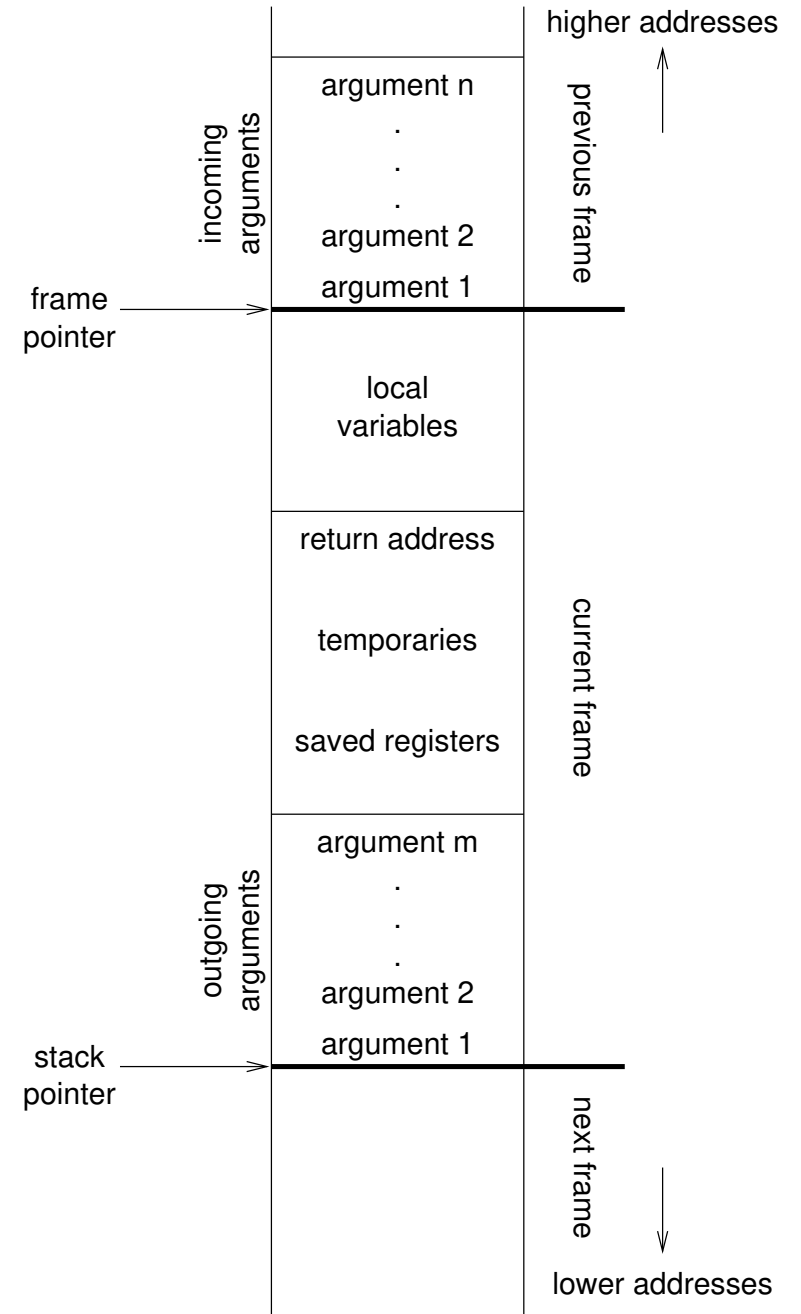 higher addresses
argument n
.
.
.
argument 2
argument 1
incoming
arguments
previous frame
frame
pointer
local
variables
return address
temporaries
saved registers
current frame
argument m
.
.
.
argument 2
argument 1
outgoing
arguments
stack
pointer
next frame
lower addresses